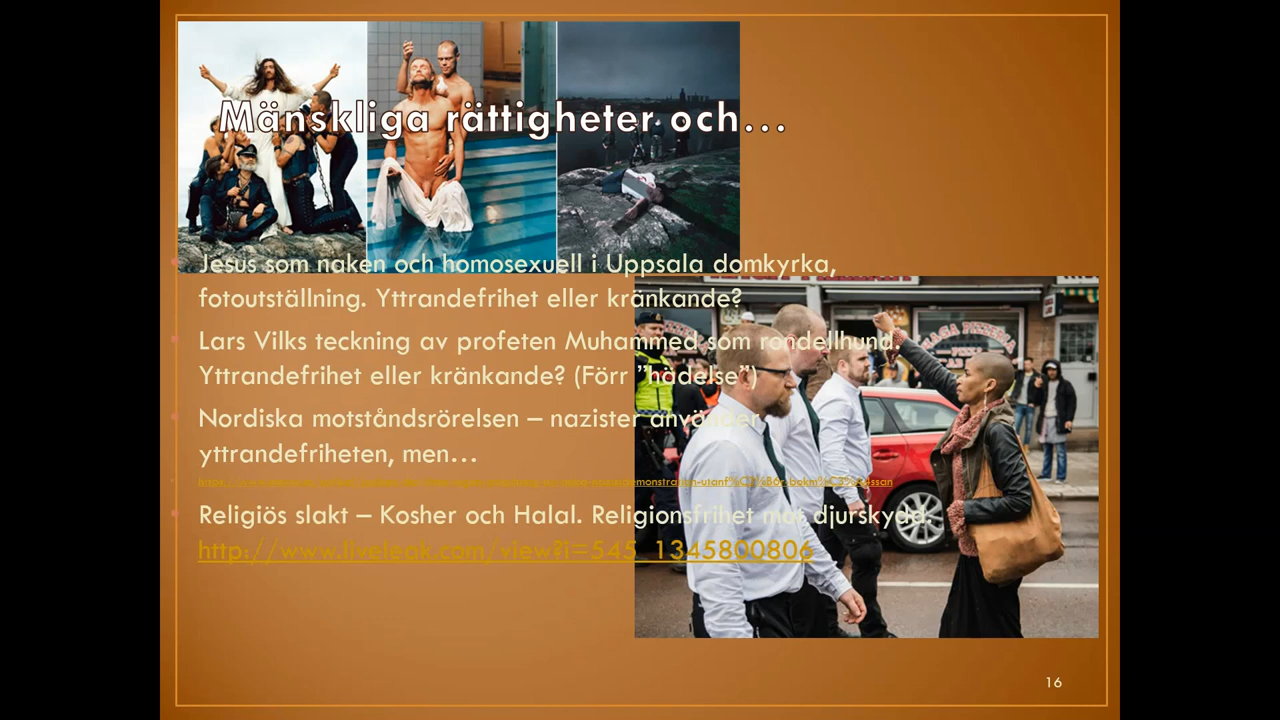 Mänskliga rättigheter och...
Jesus som naken och homosexuell i Uppsala domkyrka,
fotoutställning. Yttrandefrihet eller kränkande?
Lars Vilks teckning av profeten Muhammed som rondellhund.
Yttrandefrihet eller kränkande? (Förr ”hädelse”)
Nordiska motståndsrörelsen – nazister använder
yttrandefriheten, men...
Religiös slakt – Kosher och Halal. Religionsfrihet mot djurskydd.
http://www.liveleak.com/view?i=545_1345800806
16